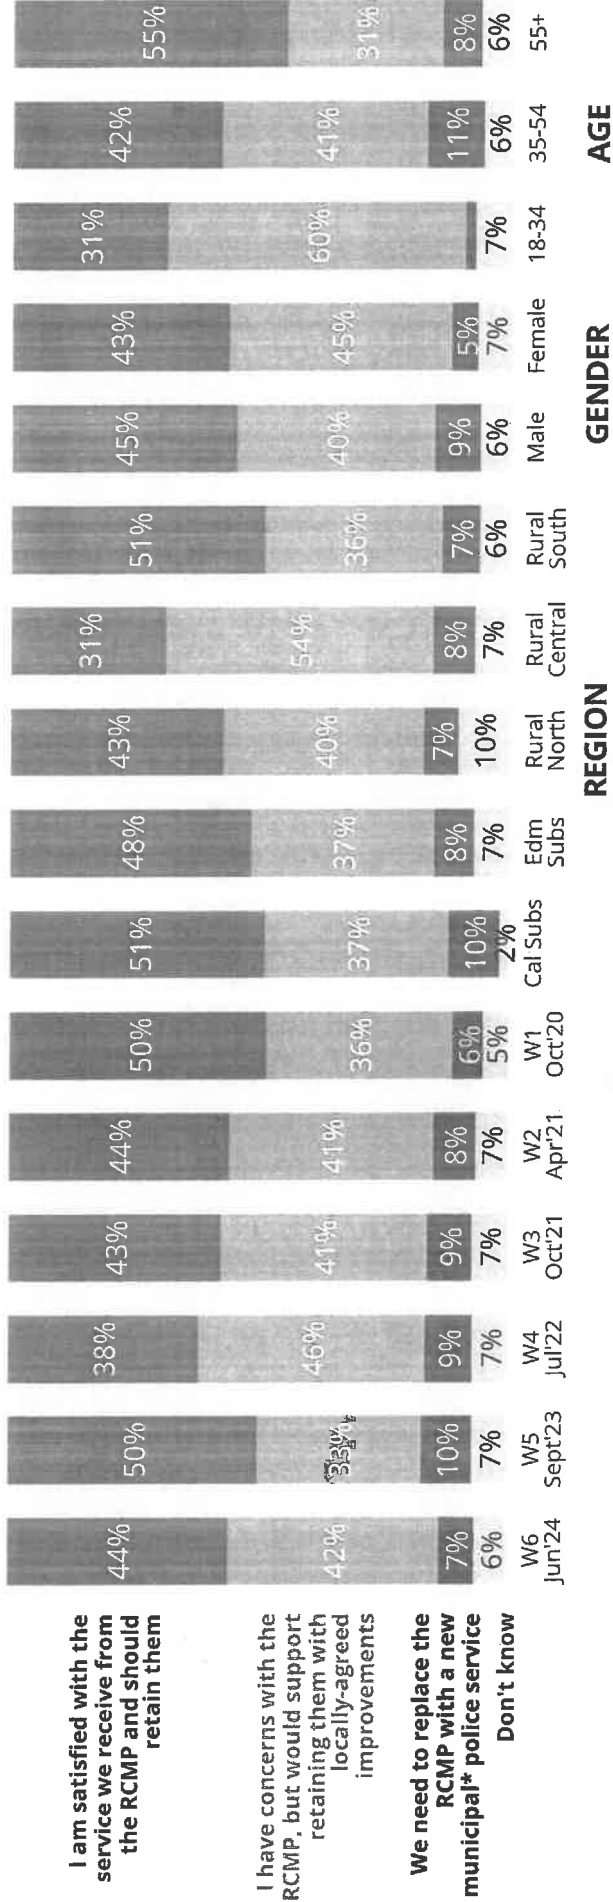 I am satisfied with the
service we receive from
the RCMP and should
retain them
44% 50% 38% 43% 44% 50% 51% 48% 43% 31% 51% 45% 43% 31% 42% 55%
I have concerns with the
RCMP, but would support
retaining them with
locally-agreed
improvements
42% 33% 46% 41% 41% 36% 37% 37% 40% 54% 36% 40% 45% 60% 41% 31%
We need to replace the
RCMP with a new
municipal* police service
7% 10% 9% 9% 8% 6% 10% 8% 7% 8% 7% 9% 5% 11% 8%
Don't know
6% 7% 7% 7% 7% 5% 2% 7% 10% 7% 6% 6% 7% 7% 6% 6%
W6 W5 W4 W3 W2 W1 Cal Subs Edm Rural Rural Rural Male Female 18-34 35-54 55+
Jun'24 Sept'23 Jul'22 Oct'21 Apr'21 Oct'20 Subs North Central South
REGION GENDER AGE